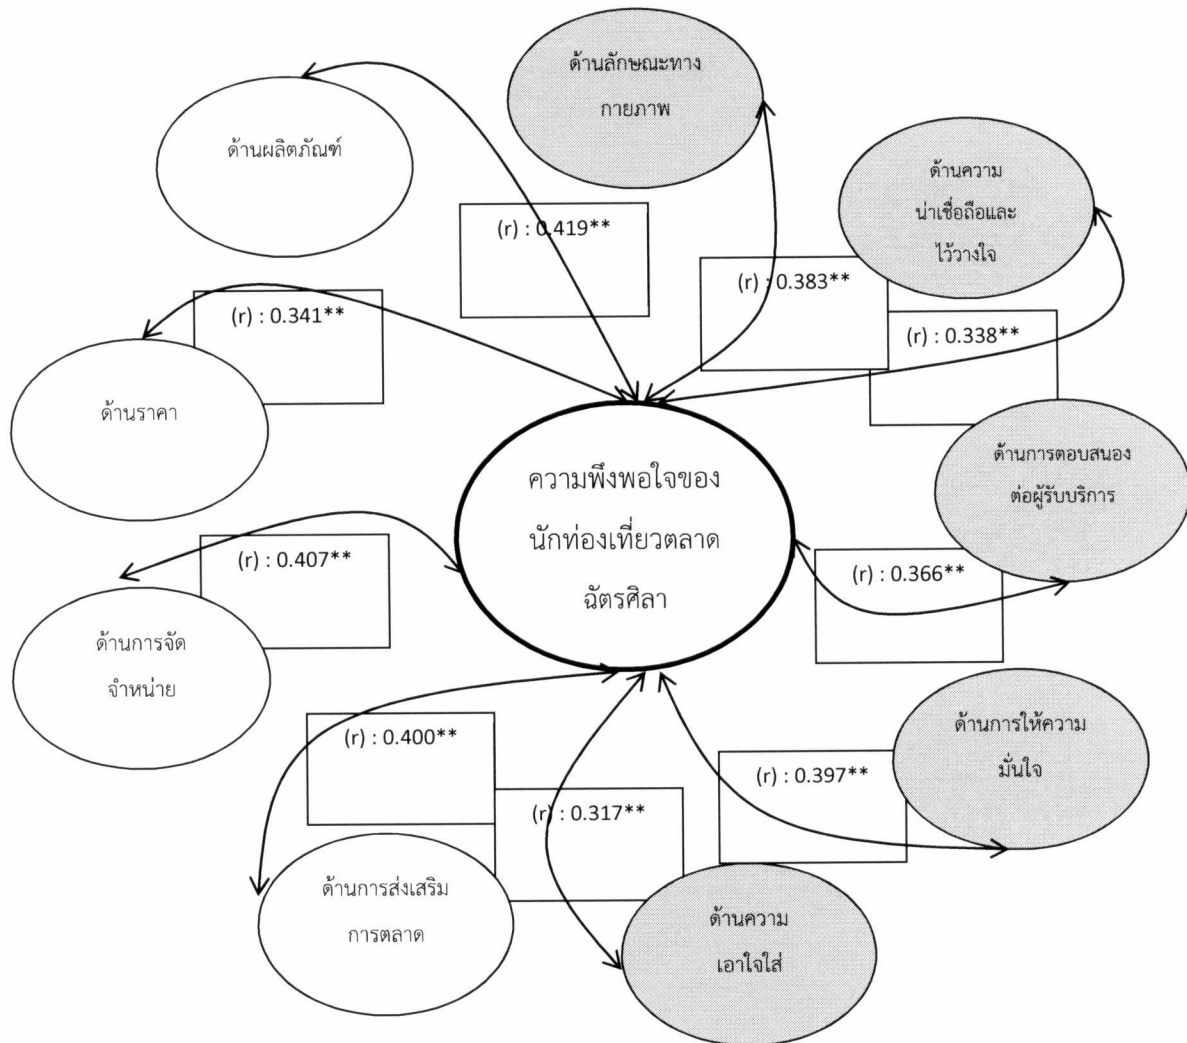 ด้านลักษณะทาง
กายภาพ
ด้านผลิตภัณฑ์
ด้านความ
น่าเชื่อถือและ
ไว้วางใจ
(r) : 0.419**
(r) : 0.383**
(r) : 0.341**
(r) : 0.338**
ด้านราคา
ด้านการตอบสนอง
ต่อผู้รับบริการ
ความพึงพอใจของ
นักท่องเที่ยวตลาด
ฉัตรศิลา
(r) : 0.407**
(r) : 0.366**
ด้านการจัด
จำหน่าย
ด้านการให้ความ
มั่นใจ
(r) : 0.400**
(r) : 0.397**
(r) : 0.317**
ด้านการส่งเสริม
การตลาด
ด้านความ
เอาใจใส่